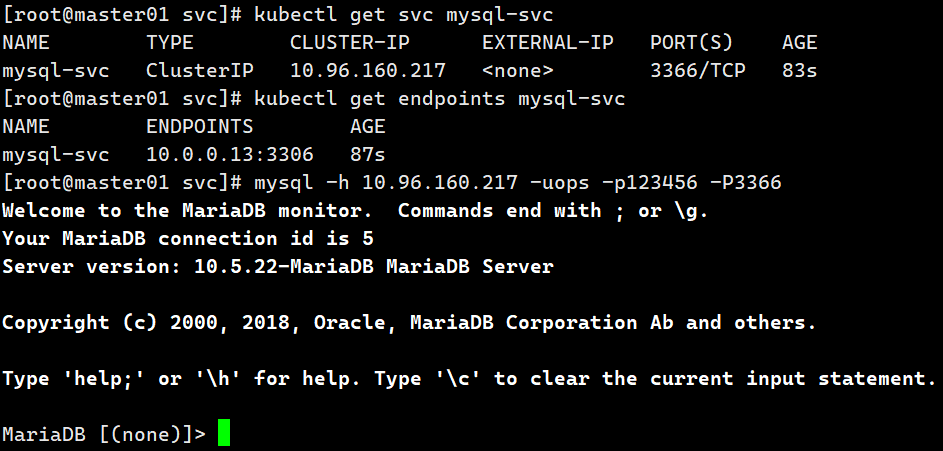 [root@master01 svc]# kubectl get svc mysql-svc
NAME        TYPE        CLUSTER-IP      EXTERNAL-IP   PORT(S)    AGE
mysql-svc   ClusterIP   10.96.160.217   <none>        3366/TCP   83s
[root@master01 svc]# kubectl get endpoints mysql-svc
NAME        ENDPOINTS        AGE
mysql-svc   10.0.0.13:3306   87s
[root@master01 svc]# mysql -h 10.96.160.217 -uops -p123456 -P3366
Welcome to the MariaDB monitor.  Commands end with ; or \g.
Your MariaDB connection id is 5
Server version: 10.5.22-MariaDB MariaDB Server
Copyright (c) 2000, 2018, Oracle, MariaDB Corporation Ab and others.
Type 'help;' or '\h' for help. Type '\c' to clear the current input statement.
MariaDB [(none)]>